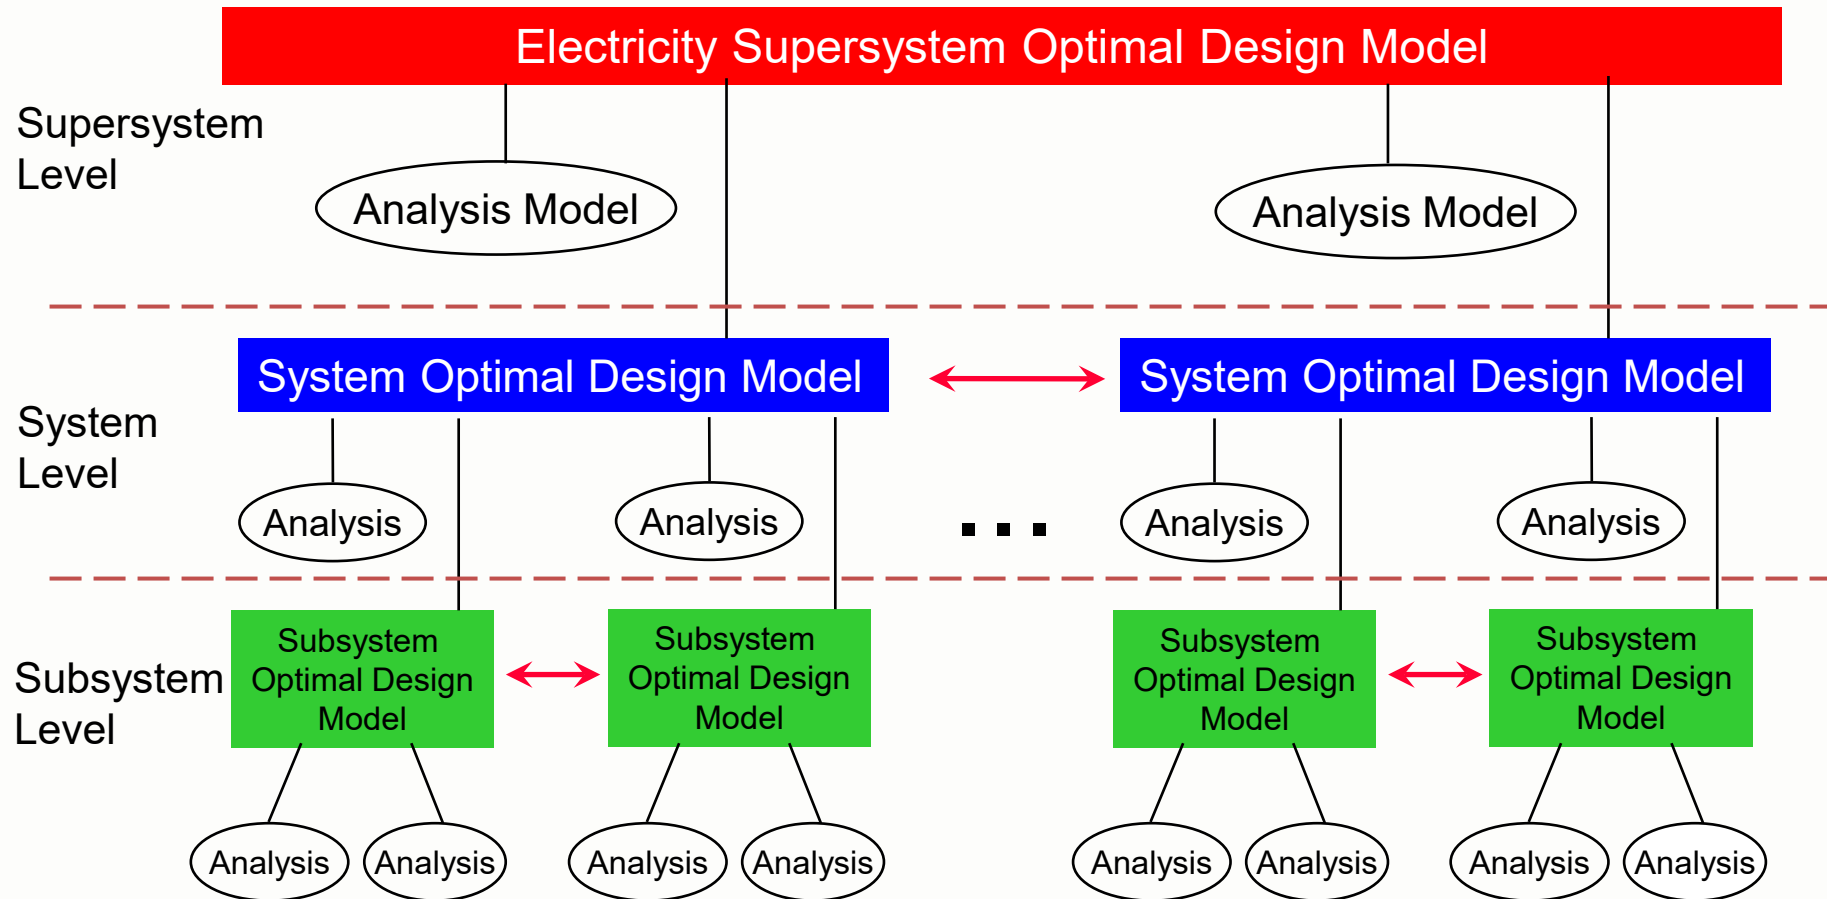 Electricity Supersystem Optimal Design Model
Supersystem
Level
Analysis Model
Analysis Model
System Optimal Design Model
System Optimal Design Model
System
Level
Analysis
Analysis
. . .
Analysis
Analysis
Subsystem
Level
Subsystem
Optimal Design
Model
Subsystem
Optimal Design
Model
Subsystem
Optimal Design
Model
Subsystem
Optimal Design
Model
Analysis
Analysis
Analysis
Analysis
Analysis
Analysis
Analysis
Analysis